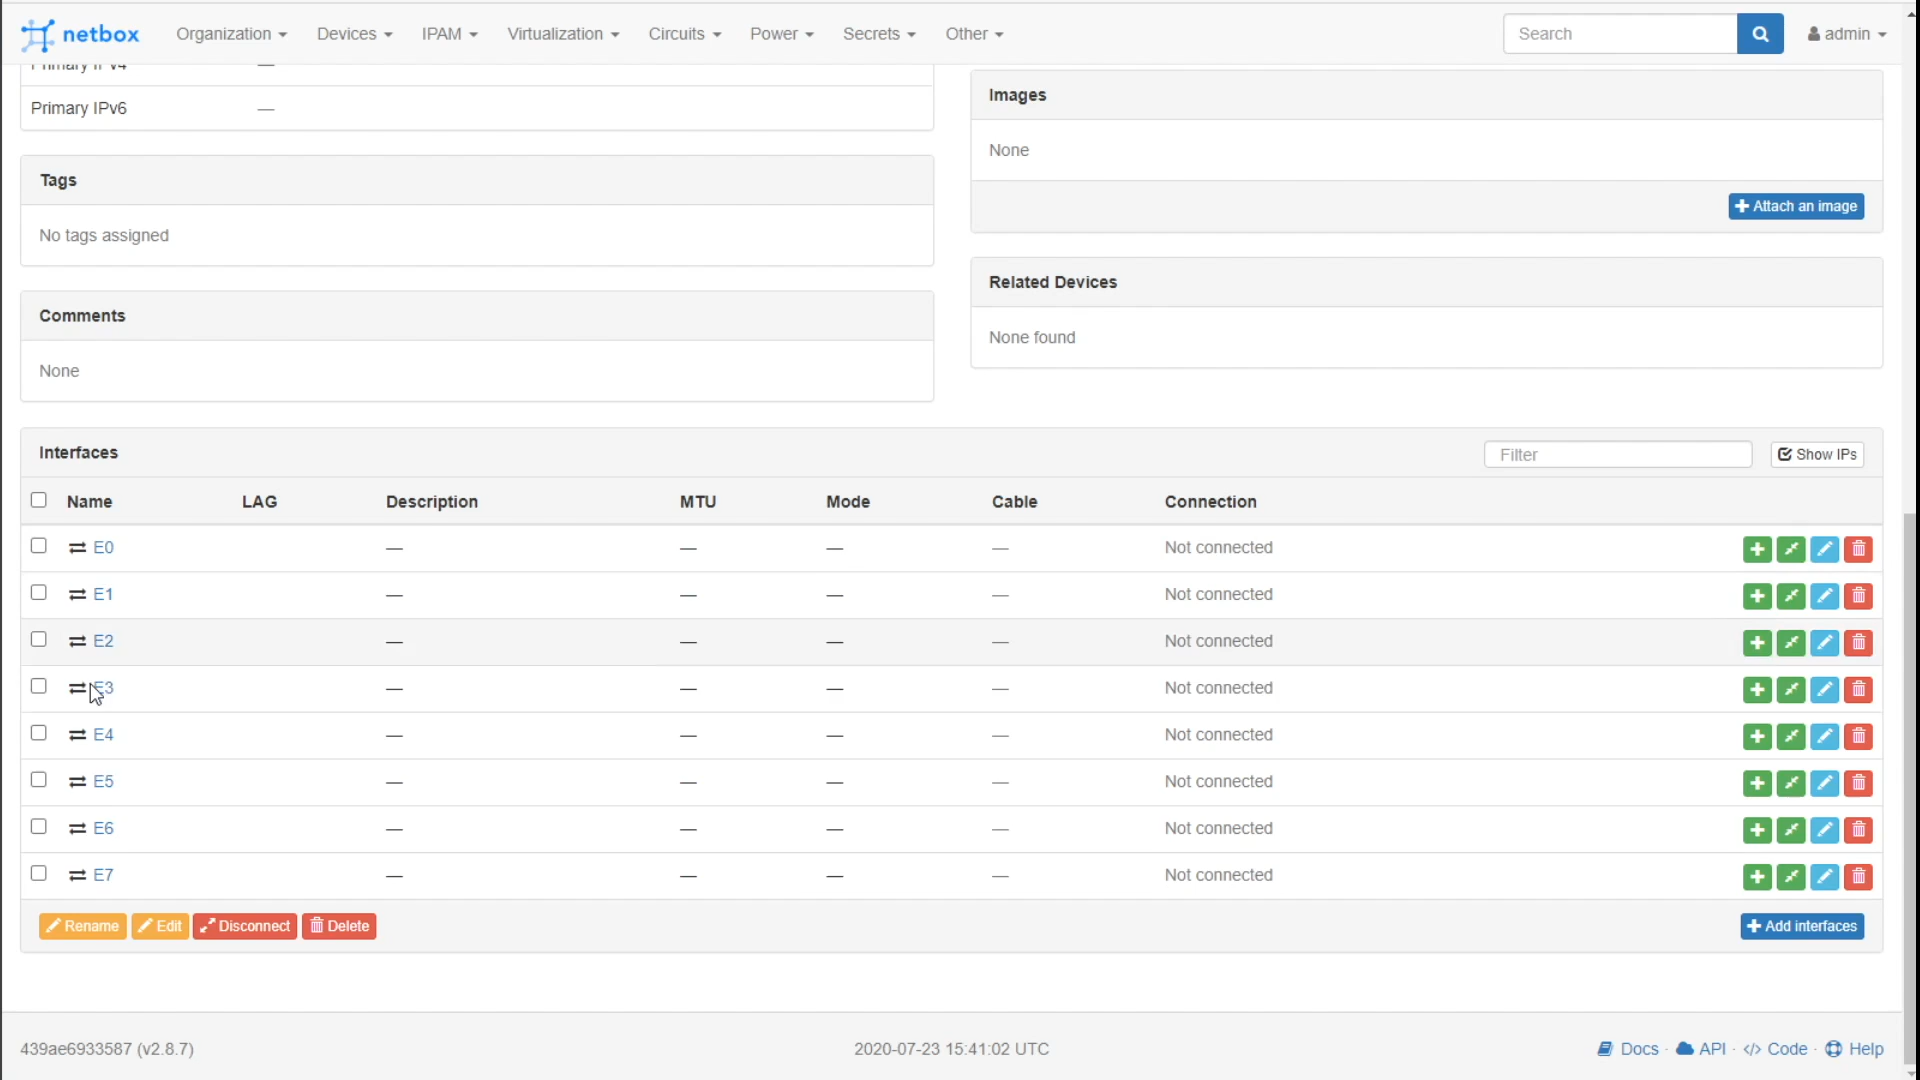 netbox Organization Devices IPAM Virtualization Circuits Power Secrets Other Search admin
Primary IPv4 —
Primary IPv6 —
Images
None
Attach an image
Tags
No tags assigned
Related Devices
None found
Comments
None
Interfaces Filter Show IPs
Name LAG Description MTU Mode Cable Connection
E0 — — — — Not connected
E1 — — — — Not connected
E2 — — — — Not connected
E3 — — — — Not connected
E4 — — — — Not connected
E5 — — — — Not connected
E6 — — — — Not connected
E7 — — — — Not connected
Rename Edit Disconnect Delete Add interfaces
439ae6933587 (v2.8.7) 2020-07-23 15:41:02 UTC Docs · API · Code · Help